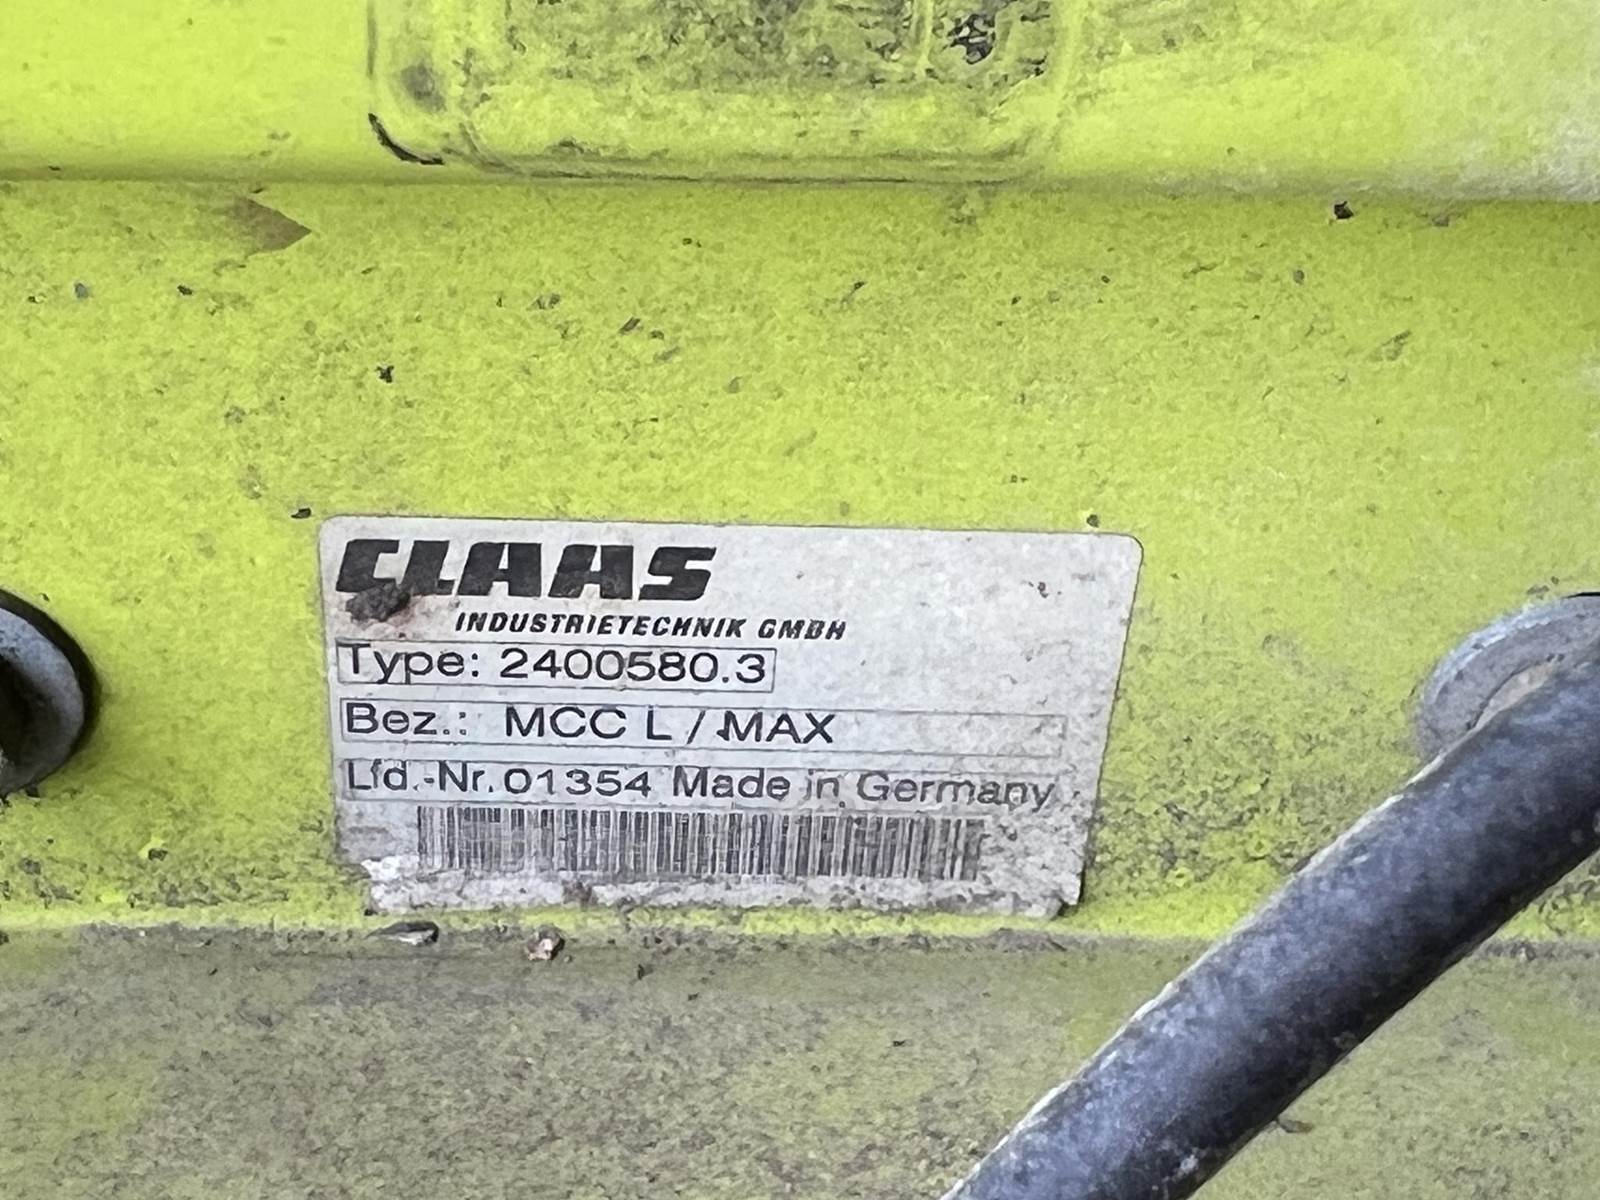 CLAAS
INDUSTRIETECHNIK GMBH
Type: 2400580.3
Bez.: MCC L / MAX
Lfd.-Nr. 01354 Made in Germany